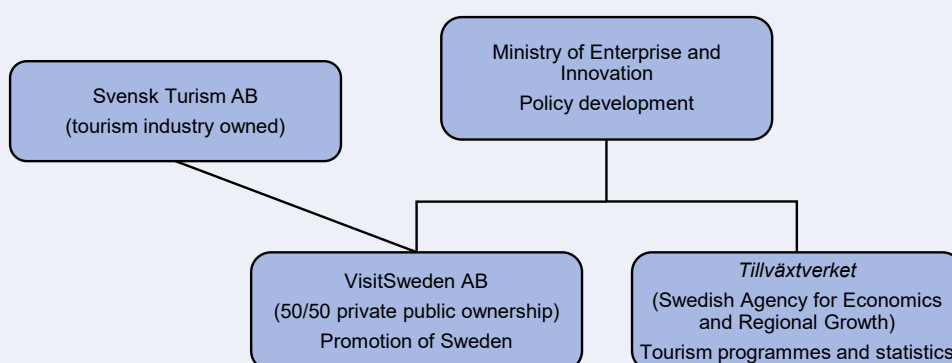 Ministry of Enterprise and
Innovation
Policy development
Svensk Turism AB
(tourism industry owned)
VisitSweden AB
(50/50 private public ownership)
Promotion of Sweden
Tillväxtverket
(Swedish Agency for Economics
and Regional Growth)
Tourism programmes and statistics